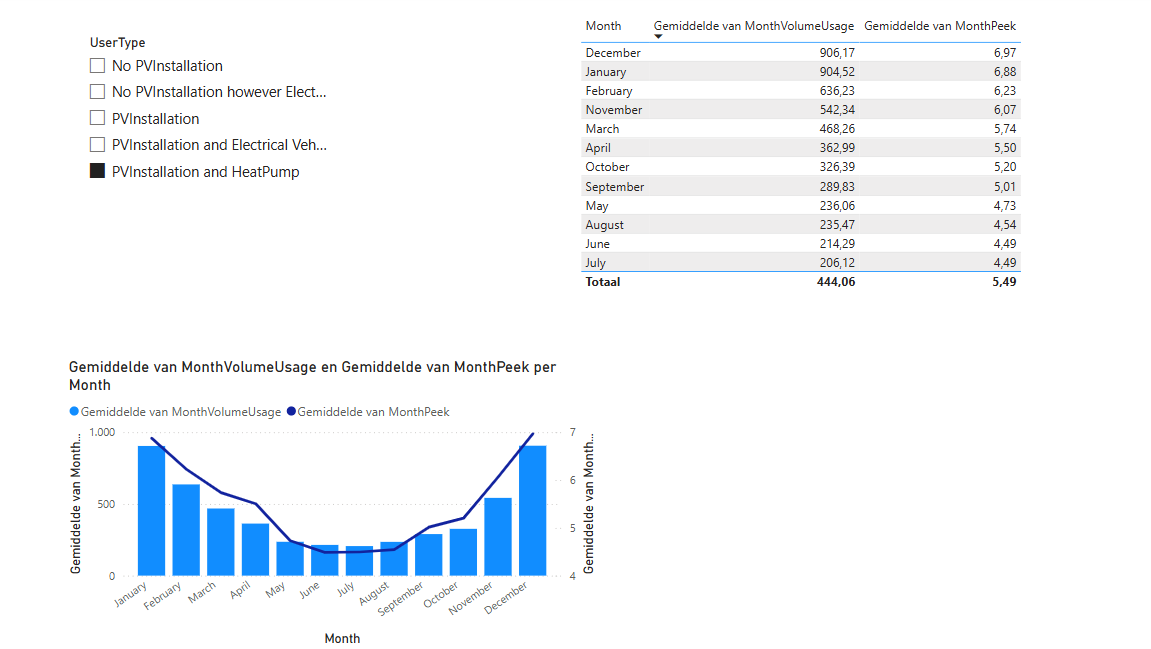 UserType
No PVInstallation
No PVInstallation however Elect...
PVInstallation
PVInstallation and Electrical Veh...
PVInstallation and HeatPump
Month Gemiddelde van MonthVolumeUsage Gemiddelde van MonthPeek
December 906,17 6,97
January 904,52 6,88
February 636,23 6,23
November 542,34 6,07
March 468,26 5,74
April 362,99 5,50
October 326,39 5,20
September 289,83 5,01
May 236,06 4,73
August 235,47 4,54
June 214,29 4,49
July 206,12 4,49
Totaal 444,06 5,49
Gemiddelde van MonthVolumeUsage en Gemiddelde van MonthPeek per
Month
Gemiddelde van MonthVolumeUsage Gemiddelde van MonthPeek
Gemiddelde van Month...
1.000
500
0
7
6
5
4
Gemiddelde van Month...
January February March April May June July August September October November December
Month